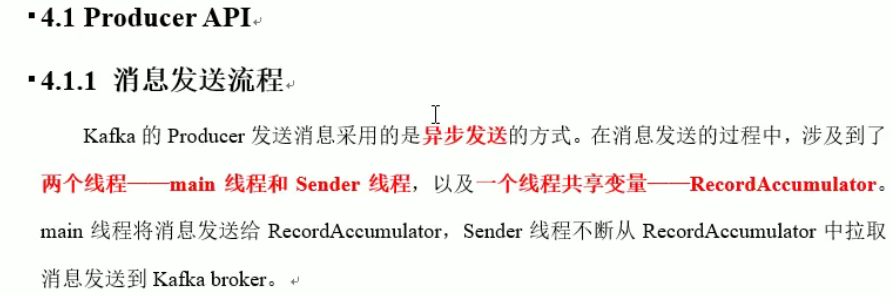 4.1 Producer API
4.1.1 消息发送流程
Kafka 的 Producer 发送消息采用的是异步发送的方式。在消息发送的过程中，涉及到了
两个线程——main 线程和 Sender 线程，以及一个线程共享变量——RecordAccumulator。
main 线程将消息发送给 RecordAccumulator，Sender 线程不断从 RecordAccumulator 中拉取
消息发送到 Kafka broker。